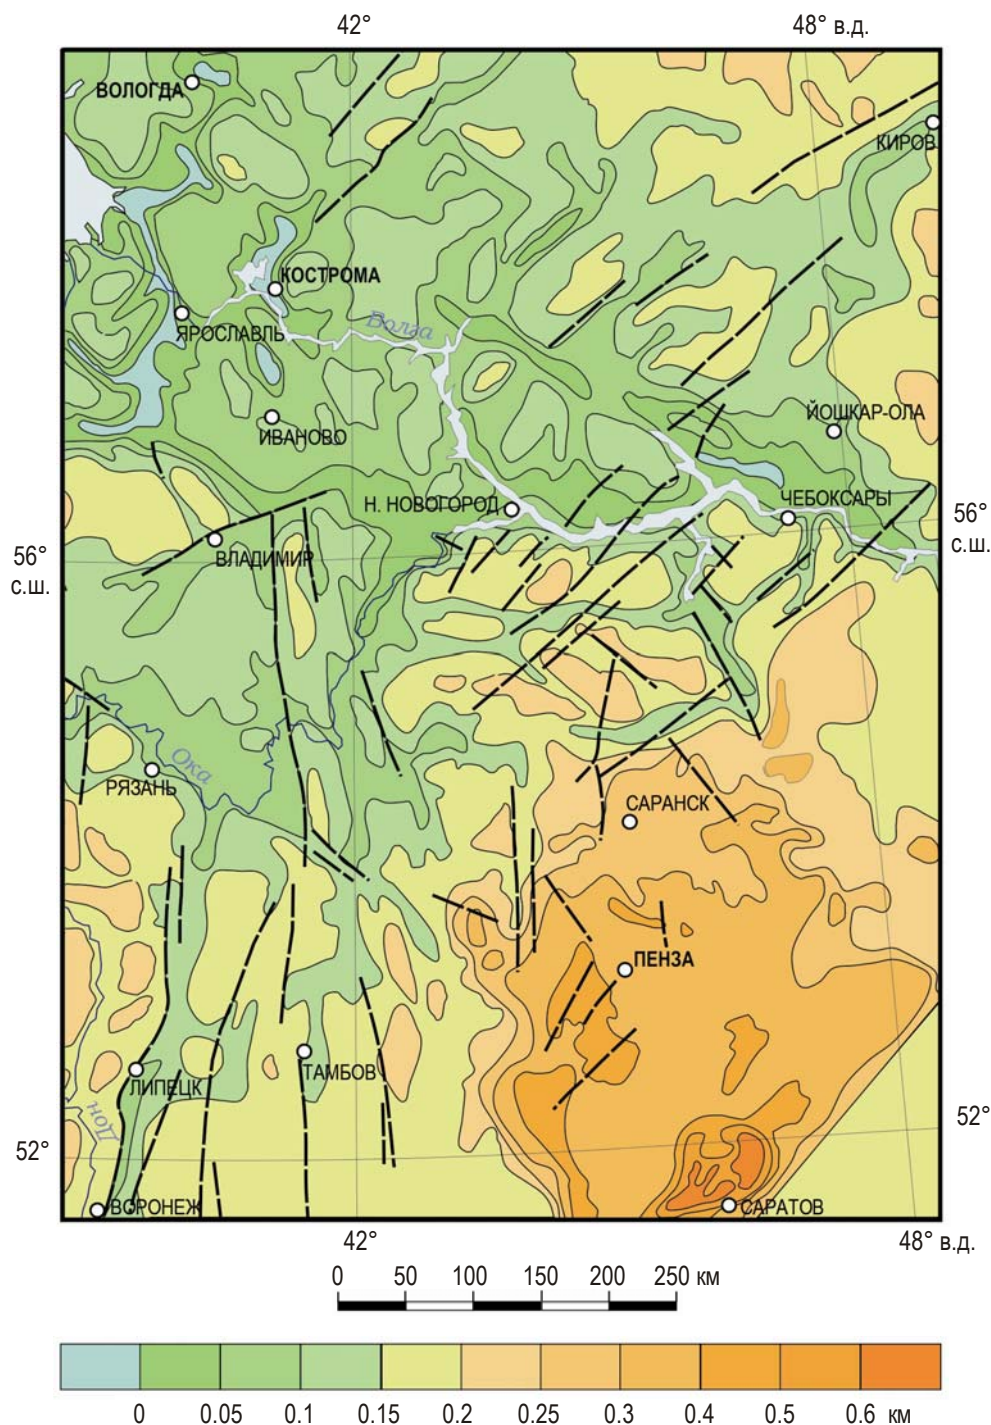 42°
48° в.д.
ВОЛОГДА
КИРОВ
КОСТРОМА
Волга
ЯРОСЛАВЛЬ
ЙОШКАР-ОЛА
ИВАНОВО
Н. НОВОГОРОД
ЧЕБОКСАРЫ
56°
с.ш.
56°
с.ш.
ВЛАДИМИР
Ока
РЯЗАНЬ
САРАНСК
ПЕНЗА
ЛИПЕЦК
ТАМБОВ
Дон
52°
52°
ВОРОНЕЖ
САРАТОВ
42°
48° в.д.
0 50 100 150 200 250 км
0 0.05 0.1 0.15 0.2 0.25 0.3 0.4 0.5 0.6 км